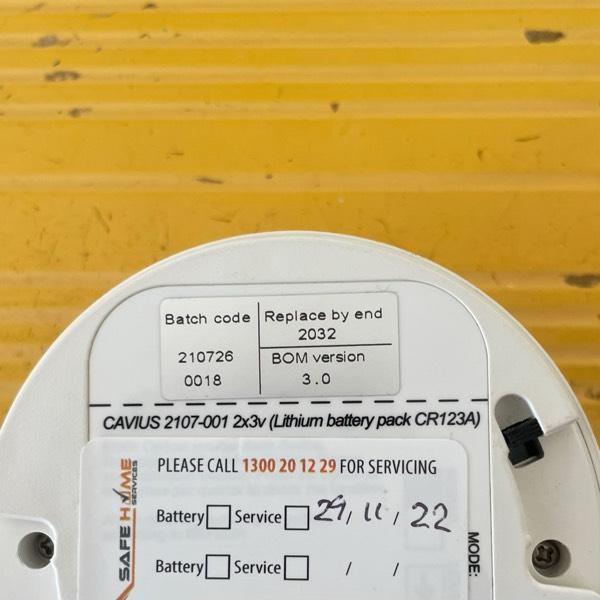 Batch code
210726
0018
Replace by end
2032
BOM version
3.0
CAVIUS 2107-001 2x3v (Lithium battery pack CR123A)
PLEASE CALL 1300 20 12 29 FOR SERVICING
Battery Service 29/11/22
Battery Service / /
SAFE HOME
SERVICES
MODE: